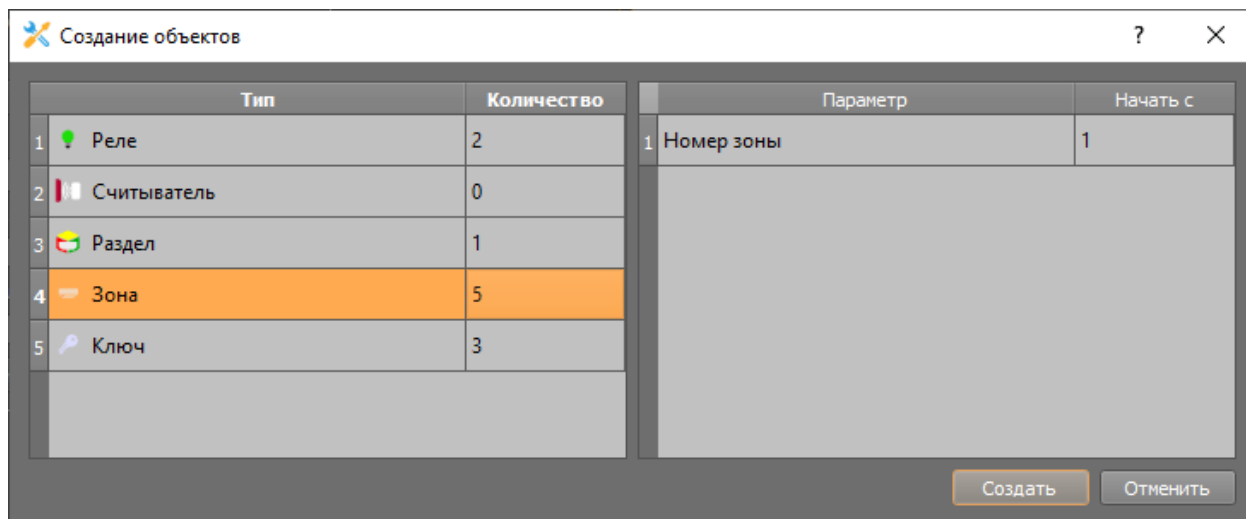 Создание объектов
?
Тип Количество
1 Реле 2
2 Считыватель 0
3 Раздел 1
4 Зона 5
5 Ключ 3
Параметр Начать с
1 Номер зоны 1
Создать Отменить